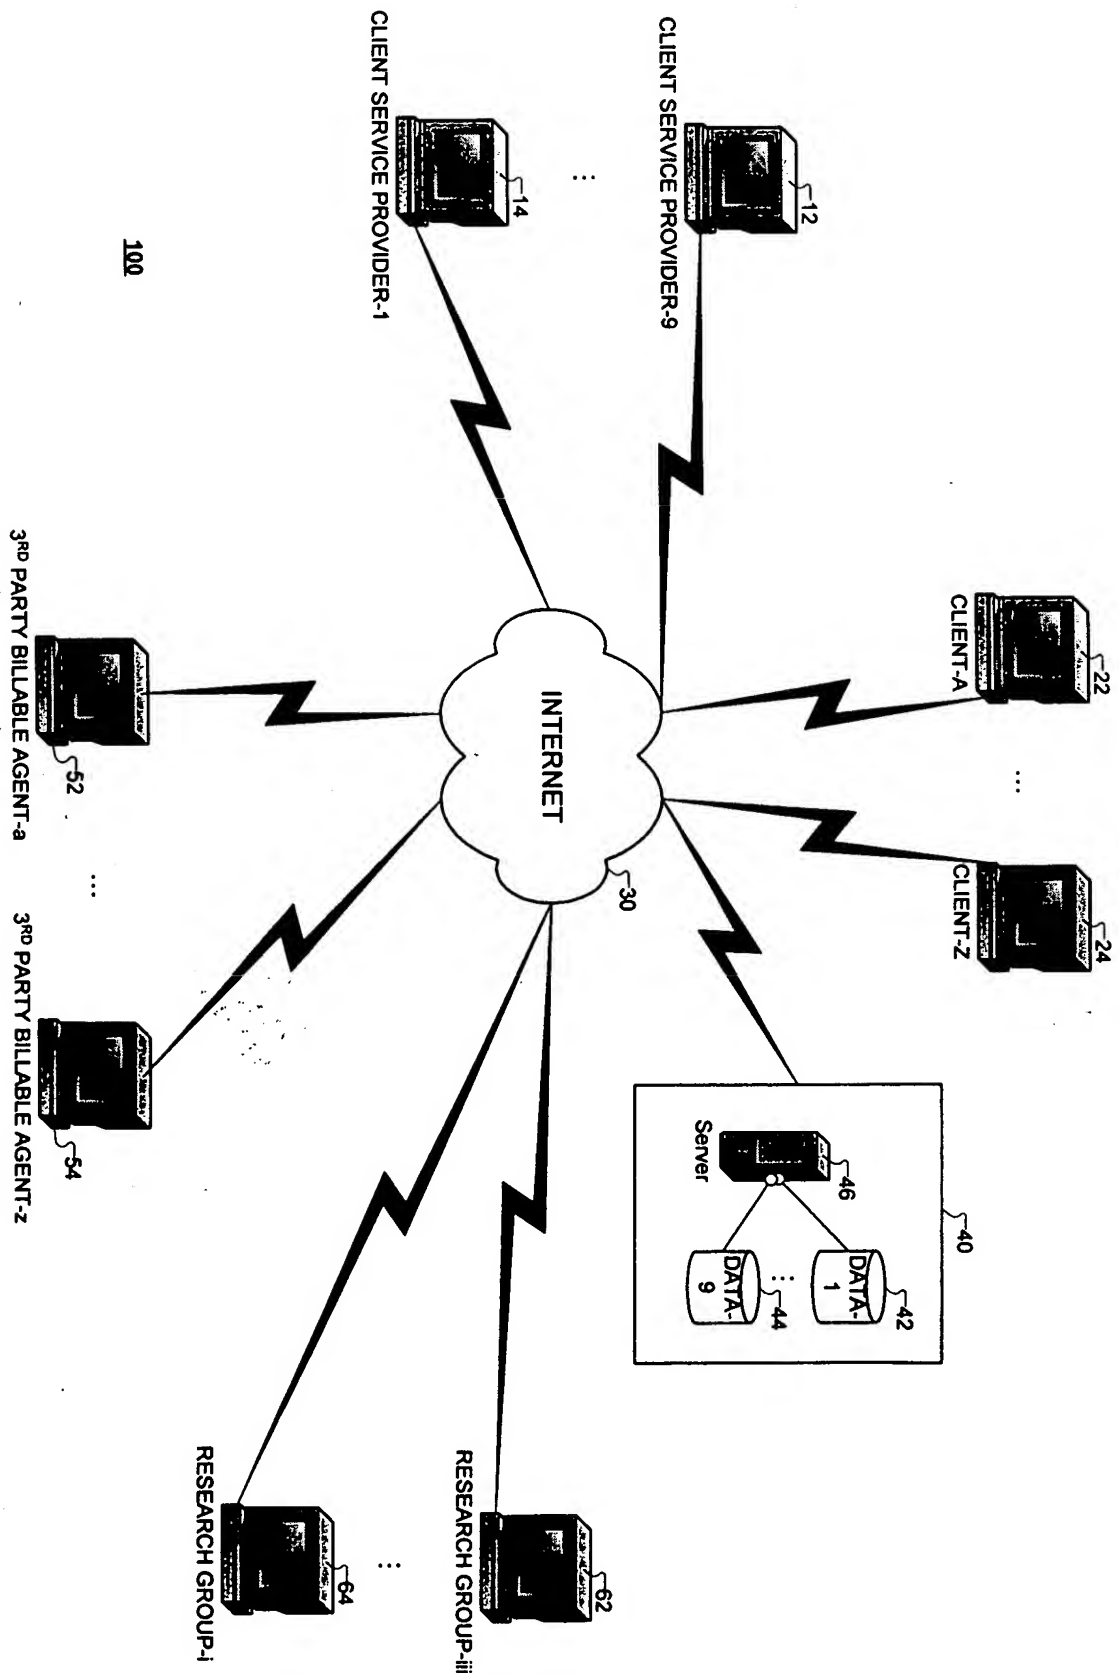 22
CLIENT-A
...
24
CLIENT-Z
12
CLIENT SERVICE PROVIDER-9
...
14
CLIENT SERVICE PROVIDER-1
INTERNET
30
40
46
Server
42
DATA-
1
...
44
DATA-
9
62
RESEARCH GROUP-iii
...
64
RESEARCH GROUP-i
52
3RD PARTY BILLABLE AGENT-a
...
54
3RD PARTY BILLABLE AGENT-z
100